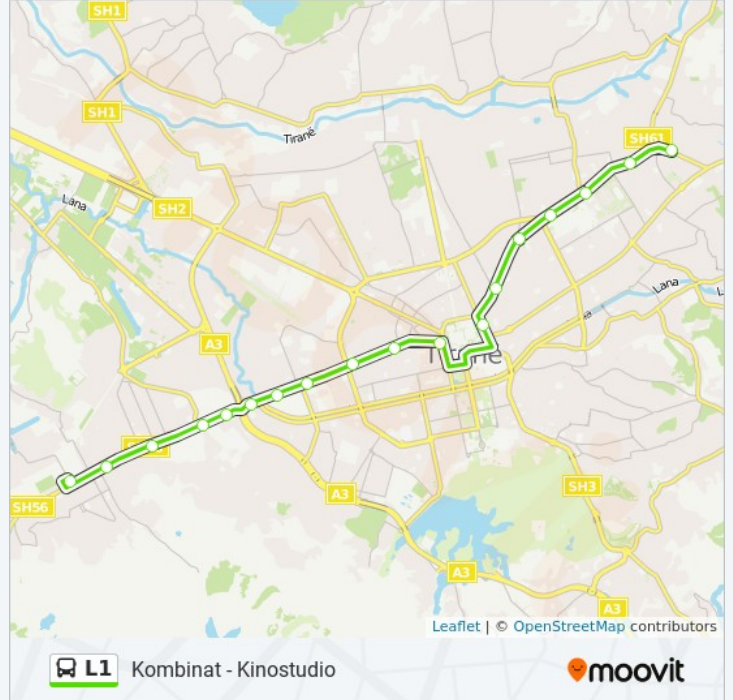 SH1
SH1
Tiranë
SH61
Lana
SH2
Lana
L
A3
Tiranë
SH56
A3
SH3
A3
A3
Leaflet | © OpenStreetMap contributors
L1 Kombinat - Kinostudio
moovit